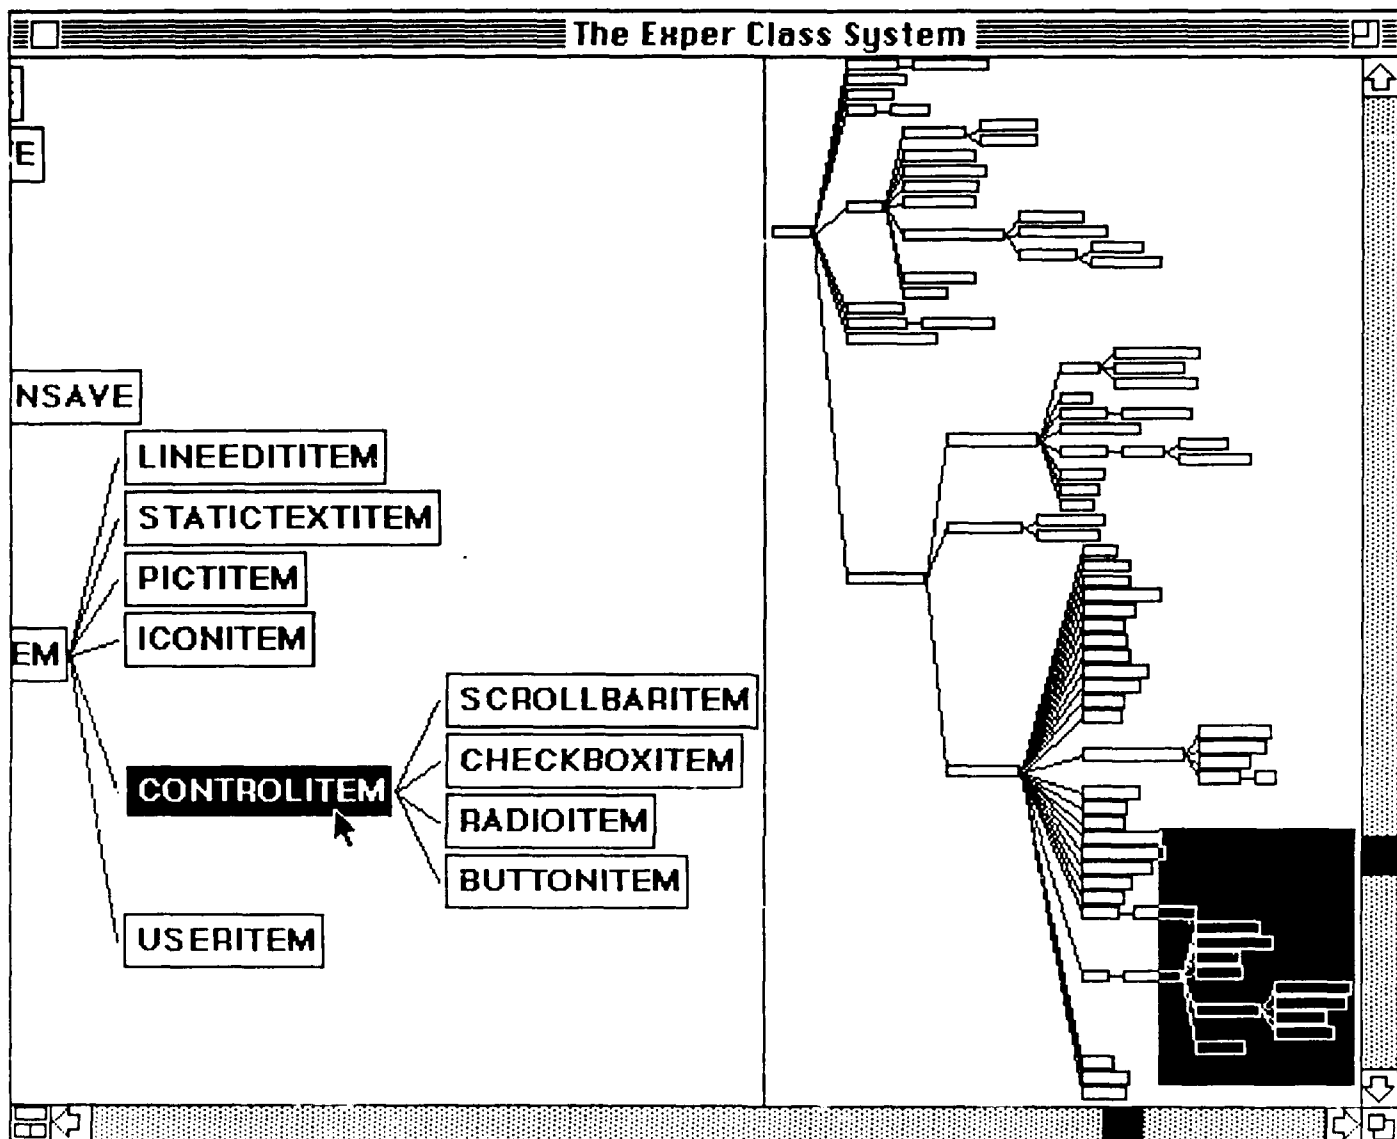 The Exper Class System
E
NSAVE
LINEEDITITEM
STATICTEXTITEM
PICTITEM
ICONITEM
EM
SCROLLBARITEM
CHECKBOXITEM
CONTROLITEM
RADIOITEM
BUTTONITEM
USERITEM